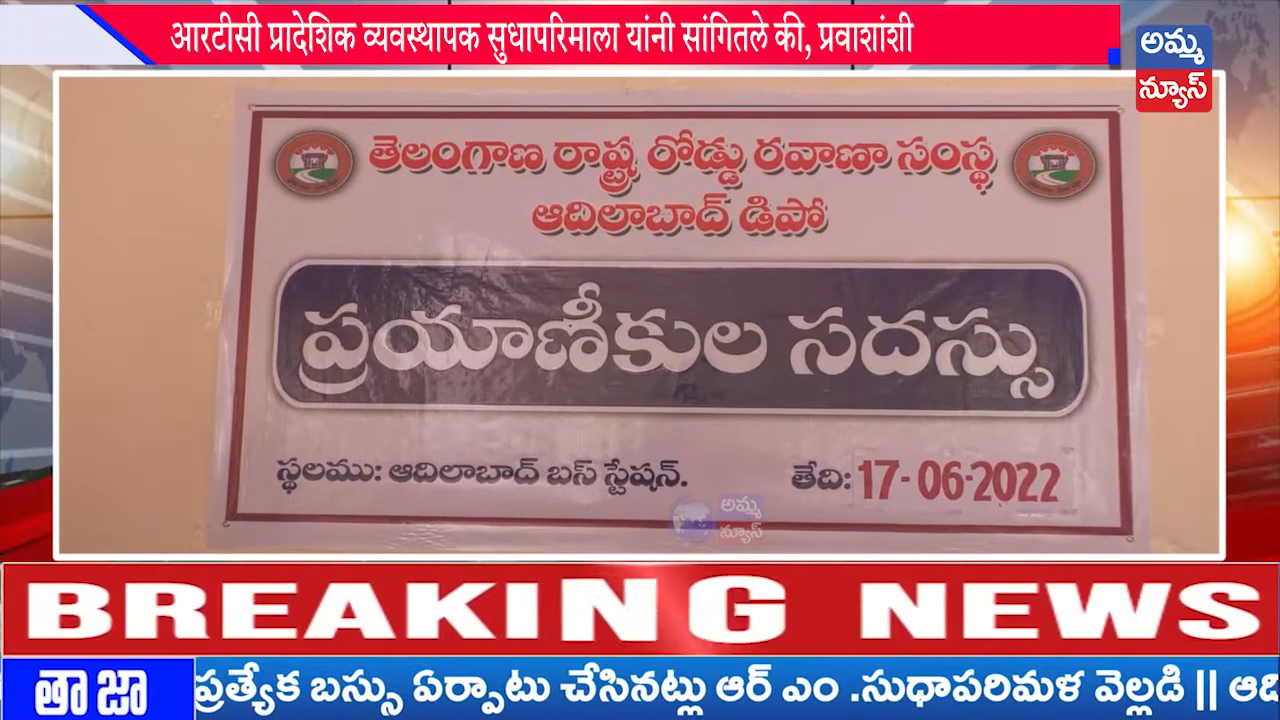 आरटीसी प्रादेशिक व्यवस्थापक सुधापरिमाला यांनी सांगितले की, प्रवाशांशी
అమ్మ
న్యూస్
తెలంగాణ రాష్ట్ర రోడ్డు రవాణా సంస్థ
ఆదిలాబాద్ డిపో
ప్రయాణీకుల సదస్సు
స్థలము: ఆదిలాబాద్ బస్ స్టేషన్.
తేది: 17-06-2022
అమ్మ
న్యూస్
BREAKING NEWS
తాజా
ప్రత్యేక బస్సు ఏర్పాటు చేసినట్లు ఆర్ ఎం .సుధాపరిమళ వెల్లడి || ఆది